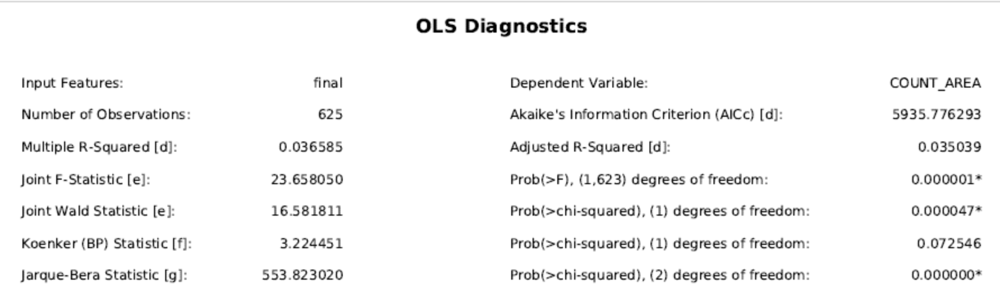 OLS Diagnostics
Input Features: final Dependent Variable: COUNT_AREA
Number of Observations: 625 Akaike's Information Criterion (AICc) [d]: 5935.776293
Multiple R-Squared [d]: 0.036585 Adjusted R-Squared [d]: 0.035039
Joint F-Statistic [e]: 23.658050 Prob(>F), (1,623) degrees of freedom: 0.000001*
Joint Wald Statistic [e]: 16.581811 Prob(>chi-squared), (1) degrees of freedom: 0.000047*
Koenker (BP) Statistic [f]: 3.224451 Prob(>chi-squared), (1) degrees of freedom: 0.072546
Jarque-Bera Statistic [g]: 553.823020 Prob(>chi-squared), (2) degrees of freedom: 0.000000*